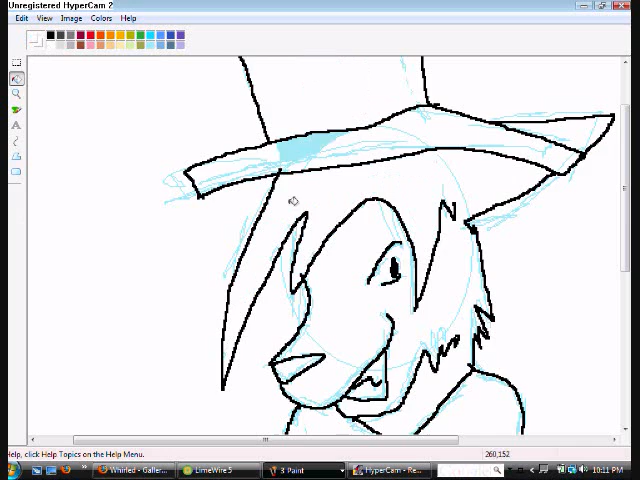 Unregistered HyperCam 2
Edit View Image Colors Help
A
elp, click Help Topics on the Help Menu.
260,152
Whirled - Galler...
LimeWire 5
3 Paint
HyperCam - Re...
10:11 PM